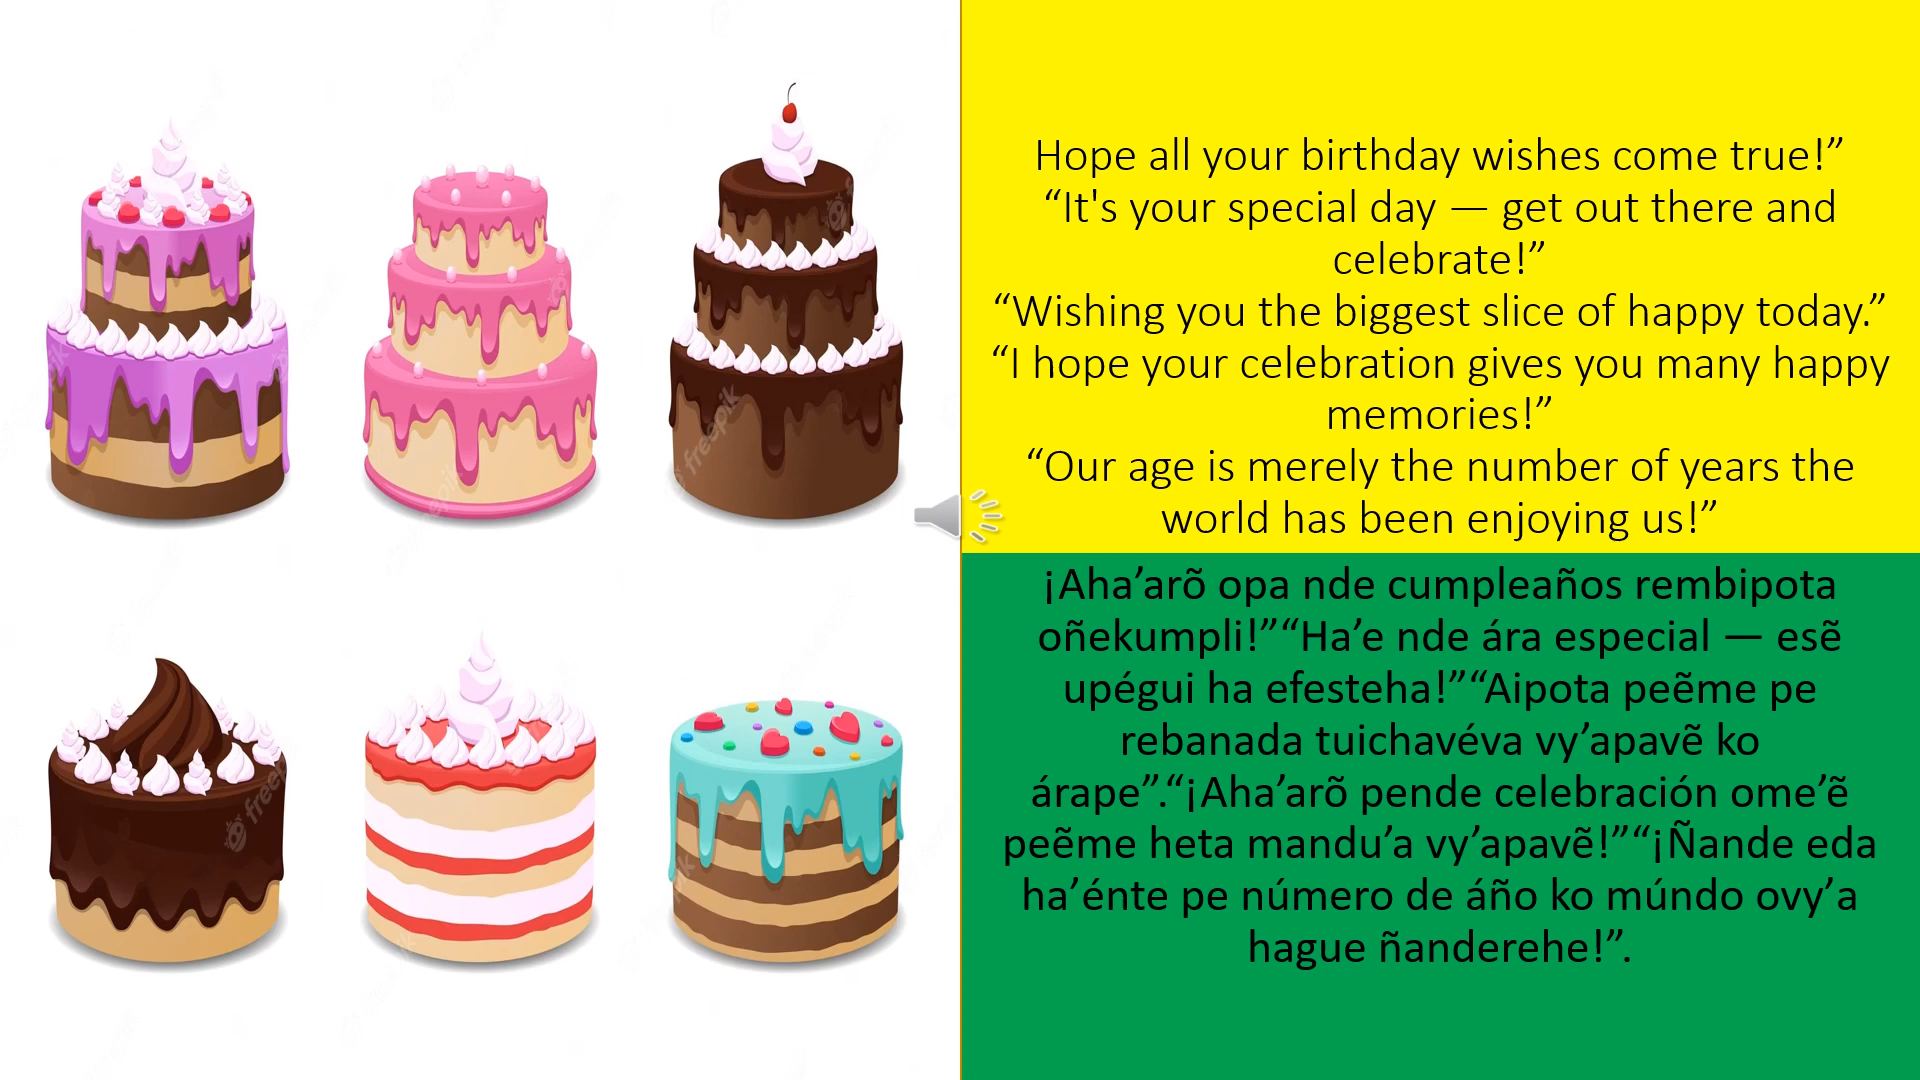 Hope all your birthday wishes come true!”
“It's your special day — get out there and
celebrate!”
“Wishing you the biggest slice of happy today.”
“I hope your celebration gives you many happy
memories!”
“Our age is merely the number of years the
world has been enjoying us!”
¡Aha’arõ opa nde cumpleaños rembipota
oñekumpli!”“Ha’e nde ára especial — esẽ
upégui ha efesteha!”“Aipota peẽme pe
rebanada tuichavéva vy’apavẽ ko
árape”.“¡Aha’arõ pende celebración ome’ẽ
peẽme heta mandu’a vy’apavẽ!”“¡Ñande eda
ha’énte pe número de áño ko múndo ovy’a
hague ñanderehe!”.
freepik
freepik